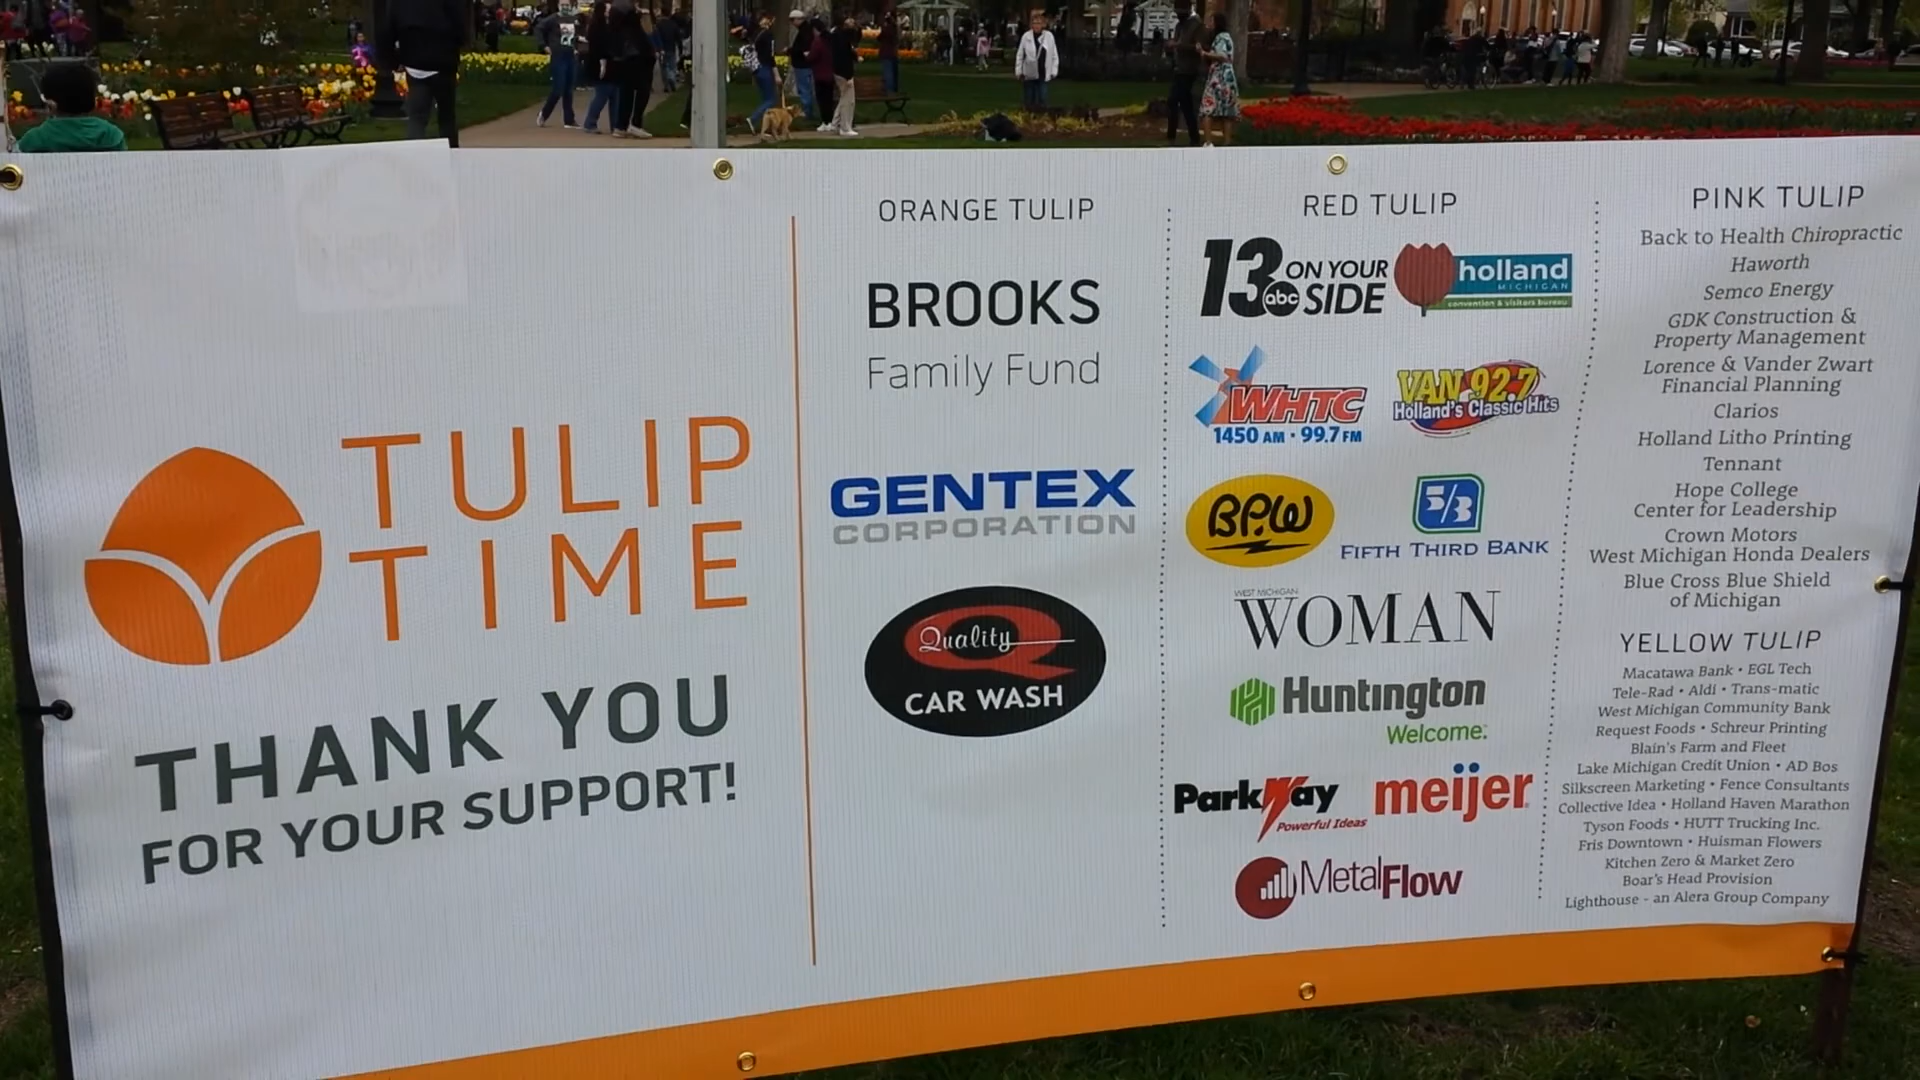 TULIP
TIME
THANK YOU
FOR YOUR SUPPORT!
ORANGE TULIP
BROOKS
Family Fund
GENTEX
CORPORATION
Quality
CAR WASH
RED TULIP
13 ON YOUR
abc SIDE
holland
MICHIGAN
convention & visitors bureau
WHTC
1450 AM · 99.7 FM
VAN 92.7
Holland's Classic Hits
BPW
5/3
FIFTH THIRD BANK
WEST MICHIGAN
WOMAN
Huntington
Welcome.
ParkWay
Powerful Ideas
meijer
MetalFlow
PINK TULIP
Back to Health Chiropractic
Haworth
Semco Energy
GDK Construction &
Property Management
Lorence & Vander Zwart
Financial Planning
Clarios
Holland Litho Printing
Tennant
Hope College
Center for Leadership
Crown Motors
West Michigan Honda Dealers
Blue Cross Blue Shield
of Michigan
YELLOW TULIP
Macatawa Bank • EGL Tech
Tele-Rad • Aldi • Trans-matic
West Michigan Community Bank
Request Foods • Schreur Printing
Blain's Farm and Fleet
Lake Michigan Credit Union • AD Bos
Silkscreen Marketing • Fence Consultants
Collective Idea • Holland Haven Marathon
Tyson Foods • HUTT Trucking Inc.
Fris Downtown • Huisman Flowers
Kitchen Zero & Market Zero
Boar's Head Provision
Lighthouse - an Alera Group Company